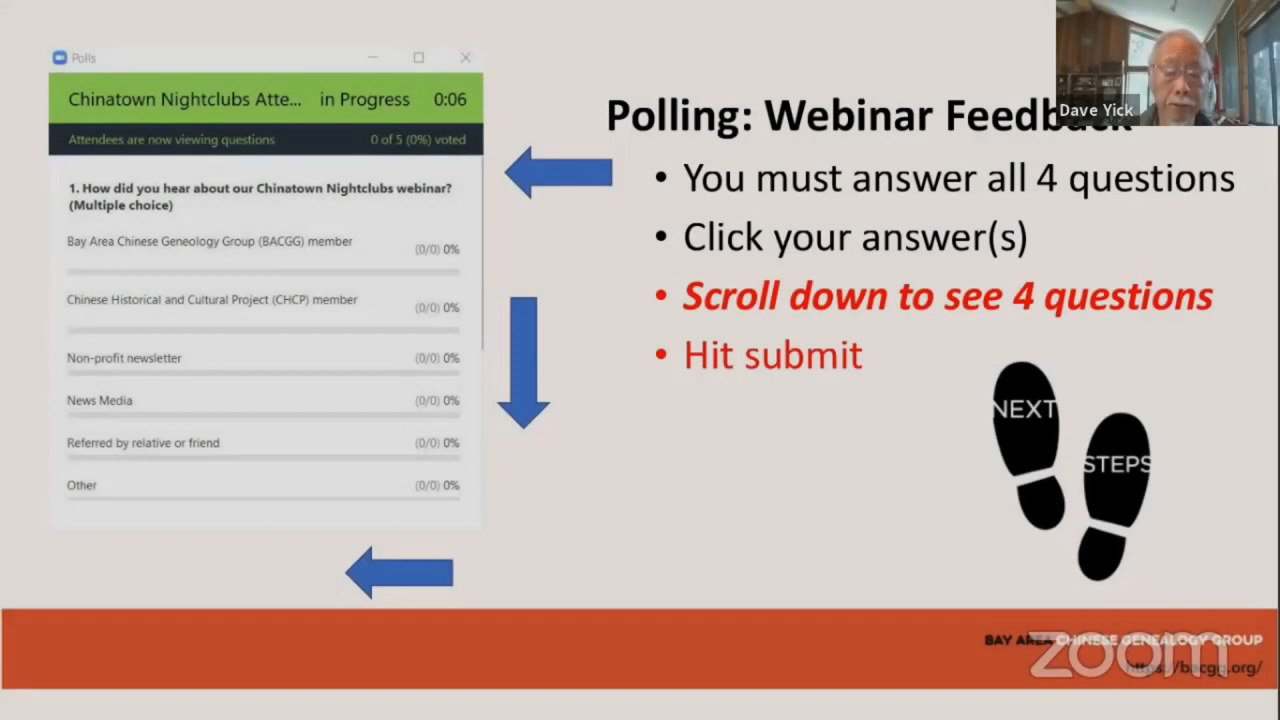 Polls
Chinatown Nightclubs Atte... in Progress 0:06
Attendees are now viewing questions 0 of 5 (0%) voted
1. How did you hear about our Chinatown Nightclubs webinar?
(Multiple choice)
Bay Area Chinese Geneology Group (BACGG) member (0/0) 0%
Chinese Historical and Cultural Project (CHCP) member (0/0) 0%
Non-profit newsletter (0/0) 0%
News Media (0/0) 0%
Referred by relative or friend (0/0) 0%
Other (0/0) 0%
Dave Yick
Polling: Webinar Feedback
• You must answer all 4 questions
• Click your answer(s)
• Scroll down to see 4 questions
• Hit submit
NEXT
STEPS
BAY AREA CHINESE GENEALOGY GROUP
https://bacgg.org/
zoom